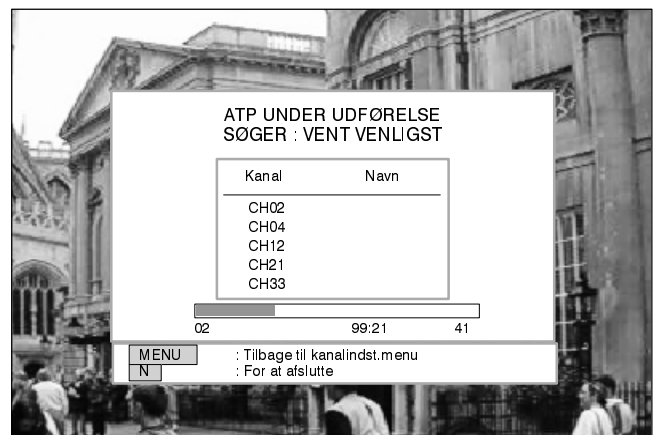 ATP UNDER UDFØRELSE
SØGER : VENT VENLIGST
Kanal Navn
CH02
CH04
CH12
CH21
CH33
02 99:21 41
MENU : Tilbage til kanalindst.menu
N : For at afslutte